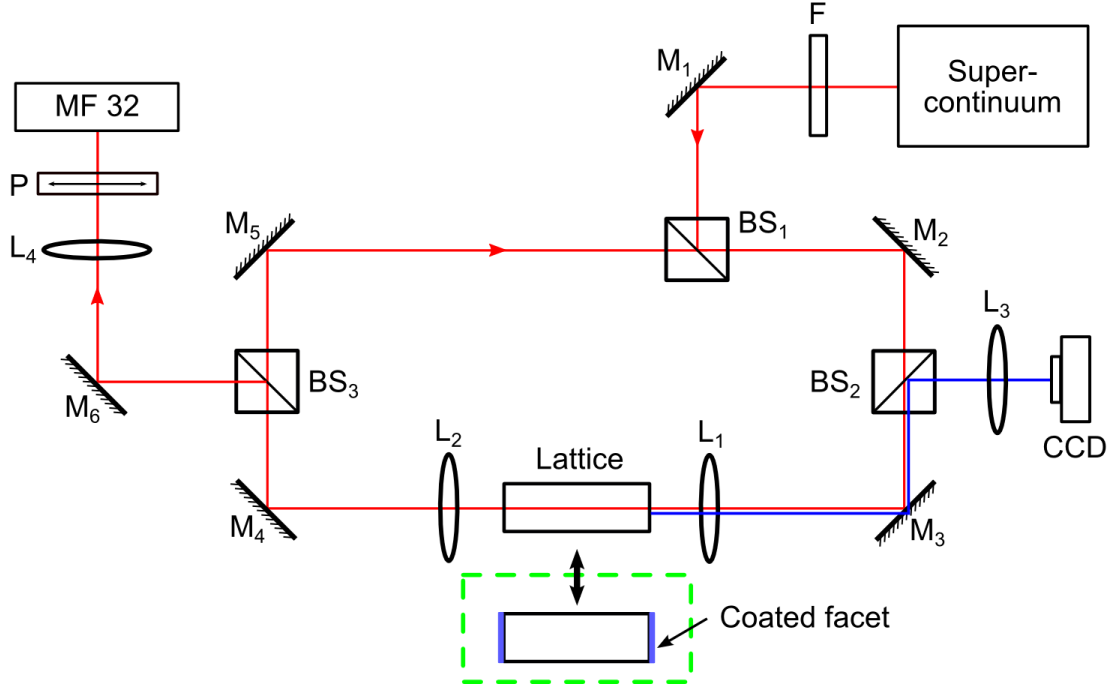 F
Super-
continuum
M₁
MF 32
P
L₄
M₅
BS₁
M₂
L₃
M₆
BS₃
BS₂
CCD
L₂
Lattice
L₁
M₄
M₃
Coated facet